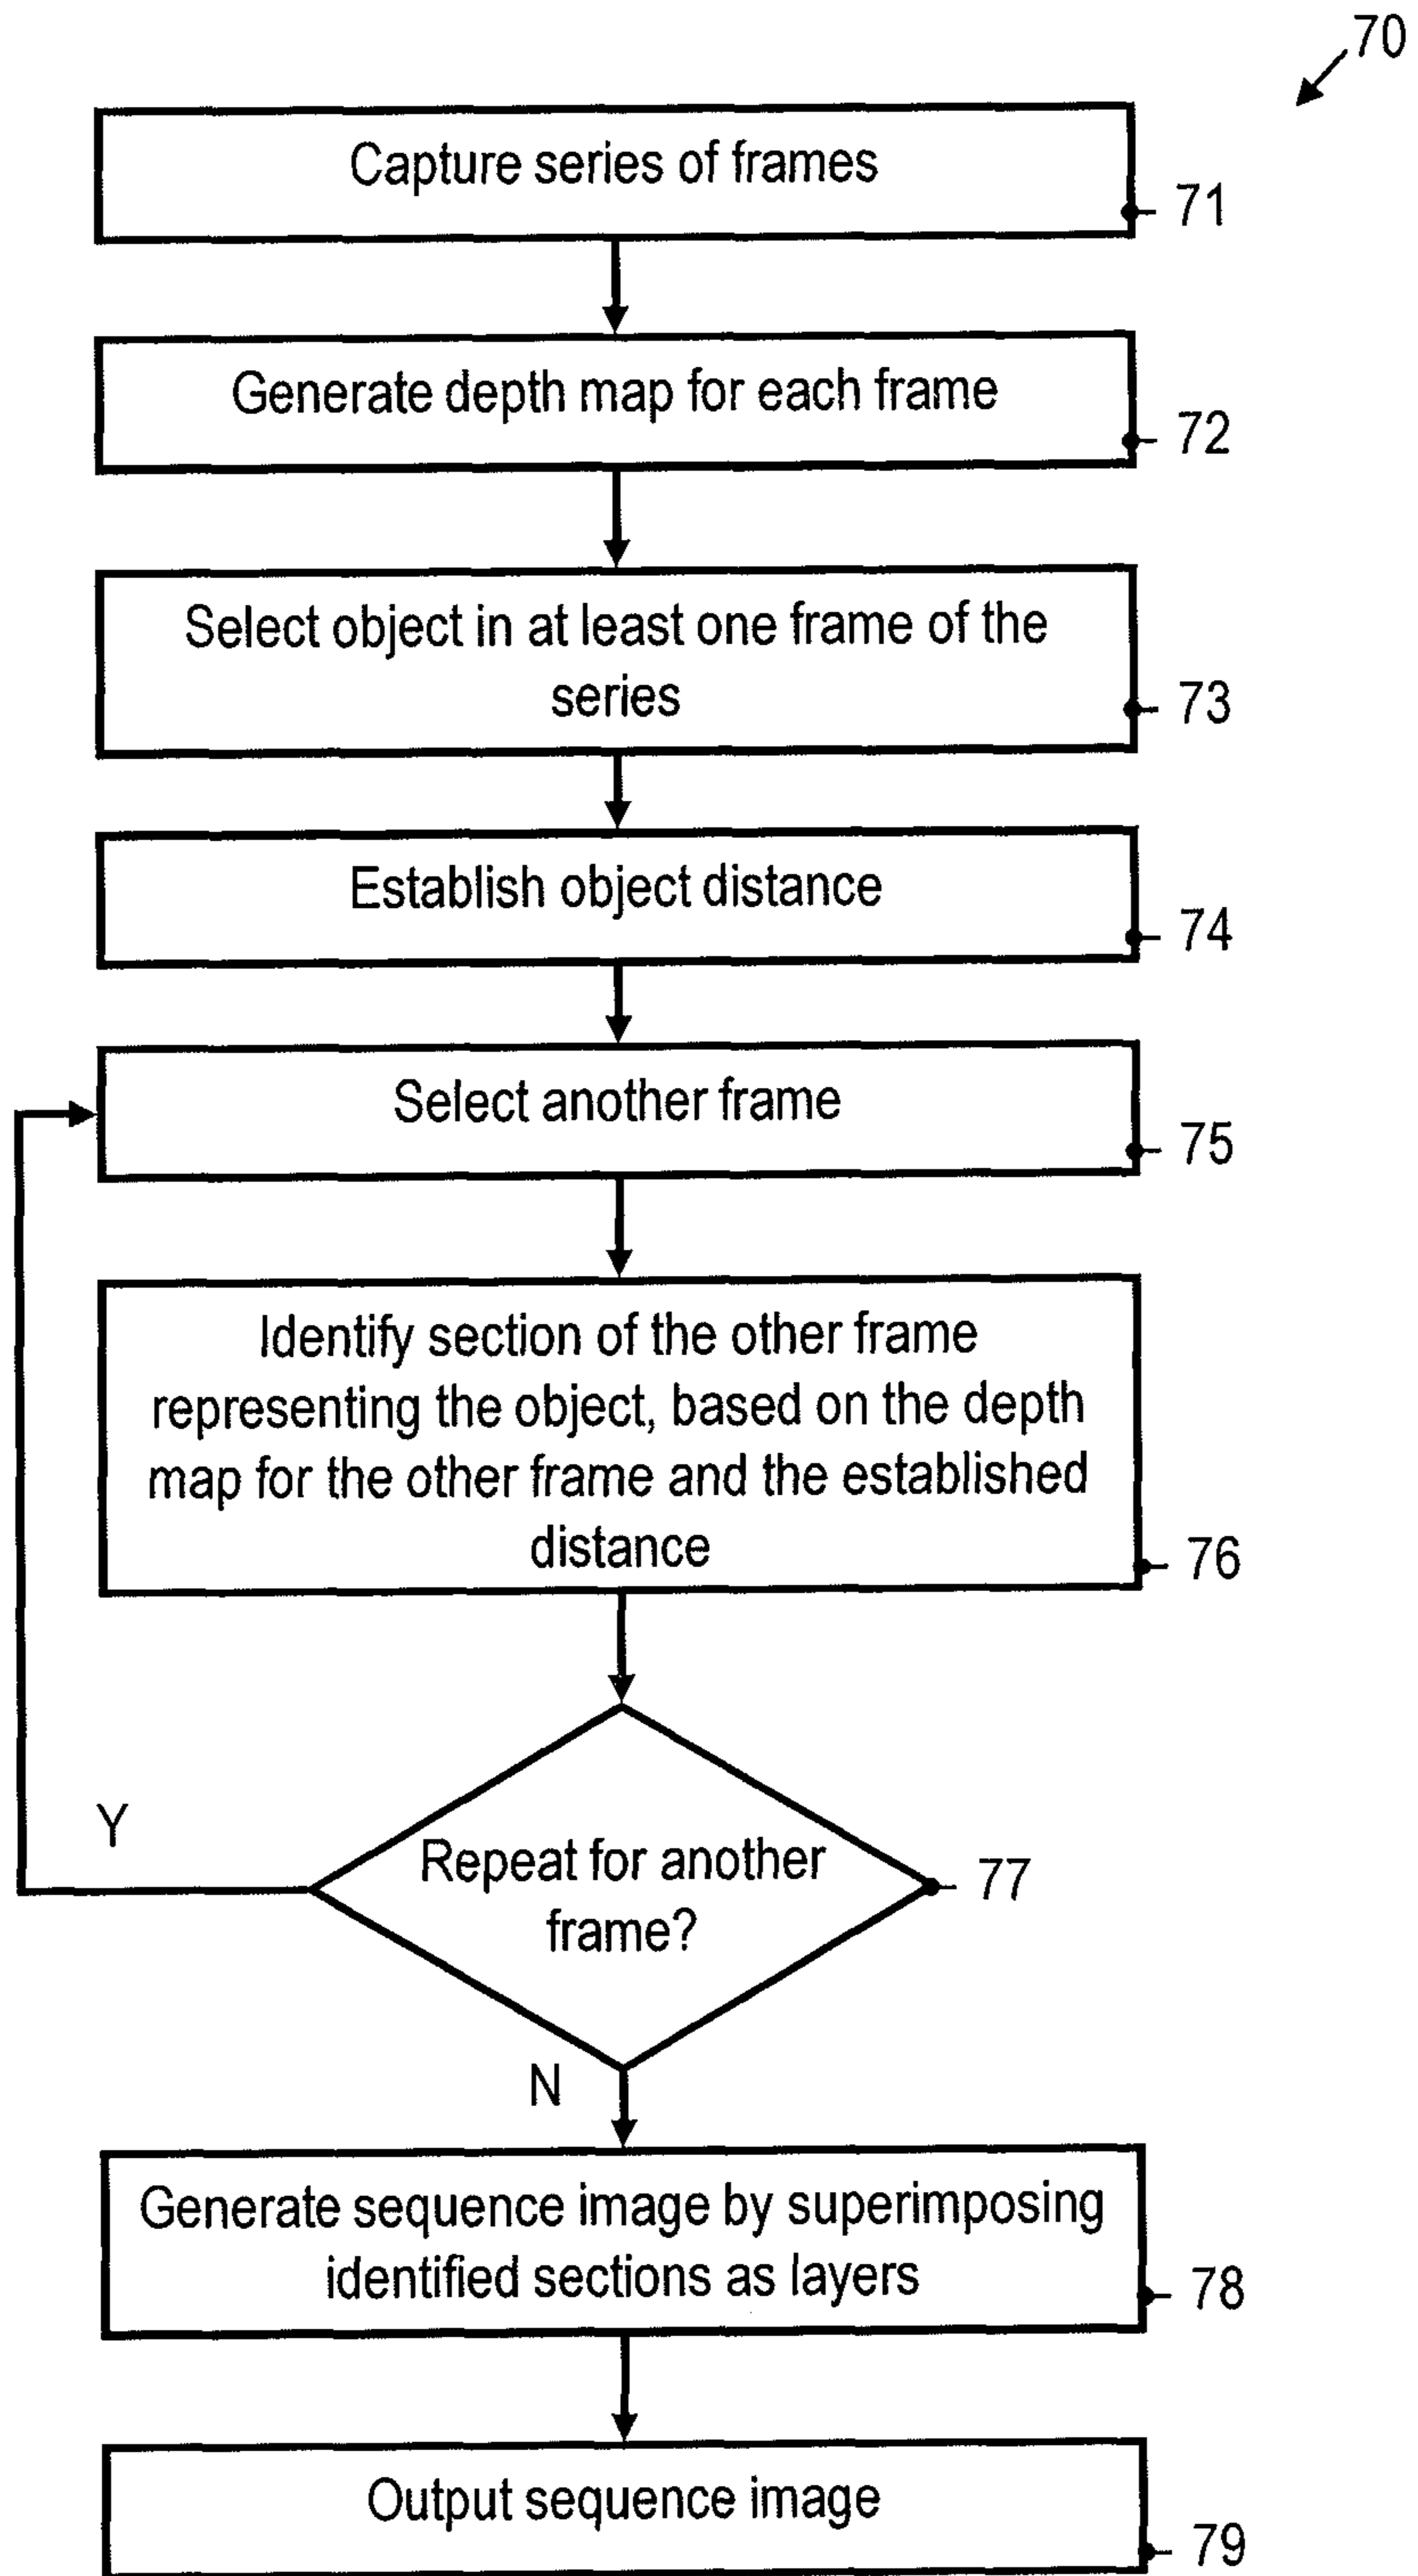 70
Capture series of frames
71
Generate depth map for each frame
72
Select object in at least one frame of the
series
73
Establish object distance
74
Select another frame
75
Identify section of the other frame
representing the object, based on the depth
map for the other frame and the established
distance
76
Y
Repeat for another
frame?
77
N
Generate sequence image by superimposing
identified sections as layers
78
Output sequence image
79